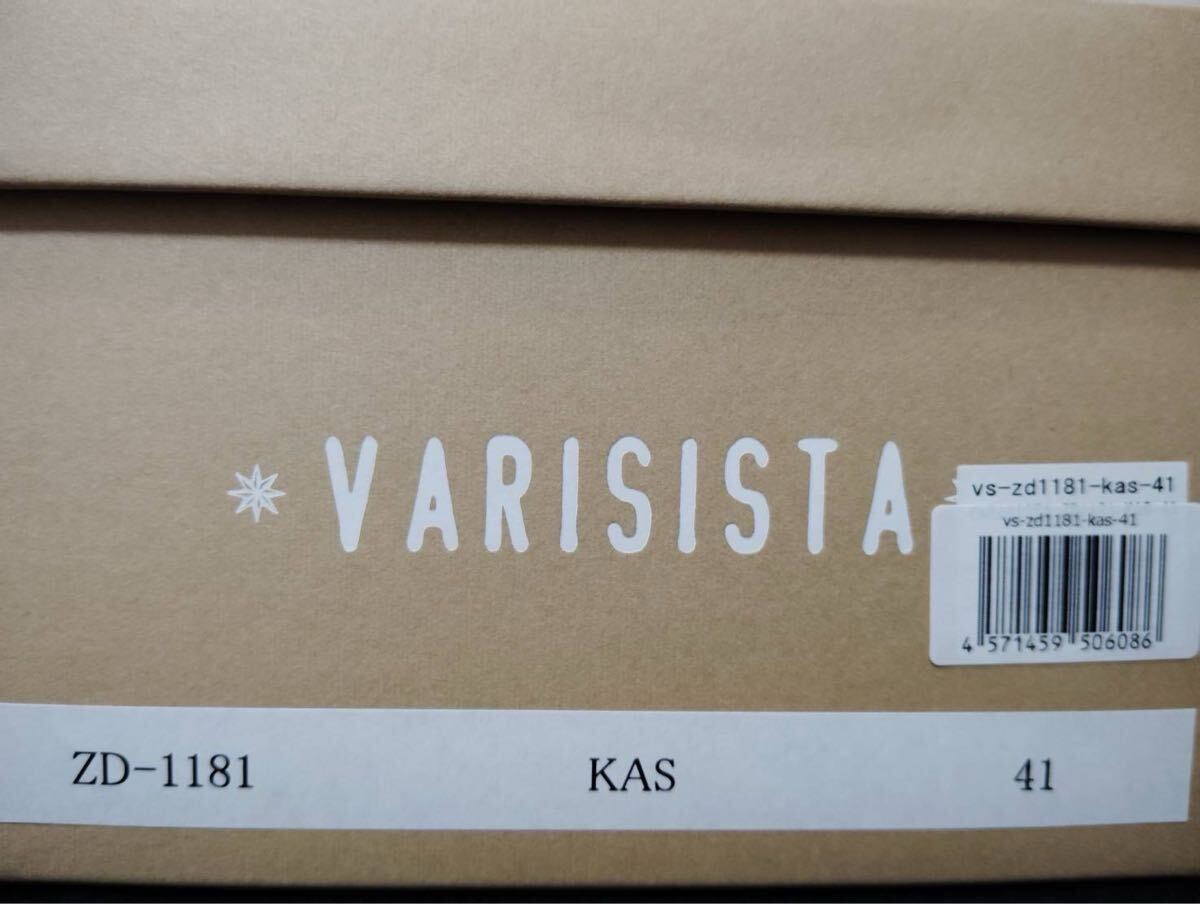 VARISISTA
vs-zd1181-kas-41
vs-zd1181-kas-41
4 571459 506086
ZD-1181 KAS 41